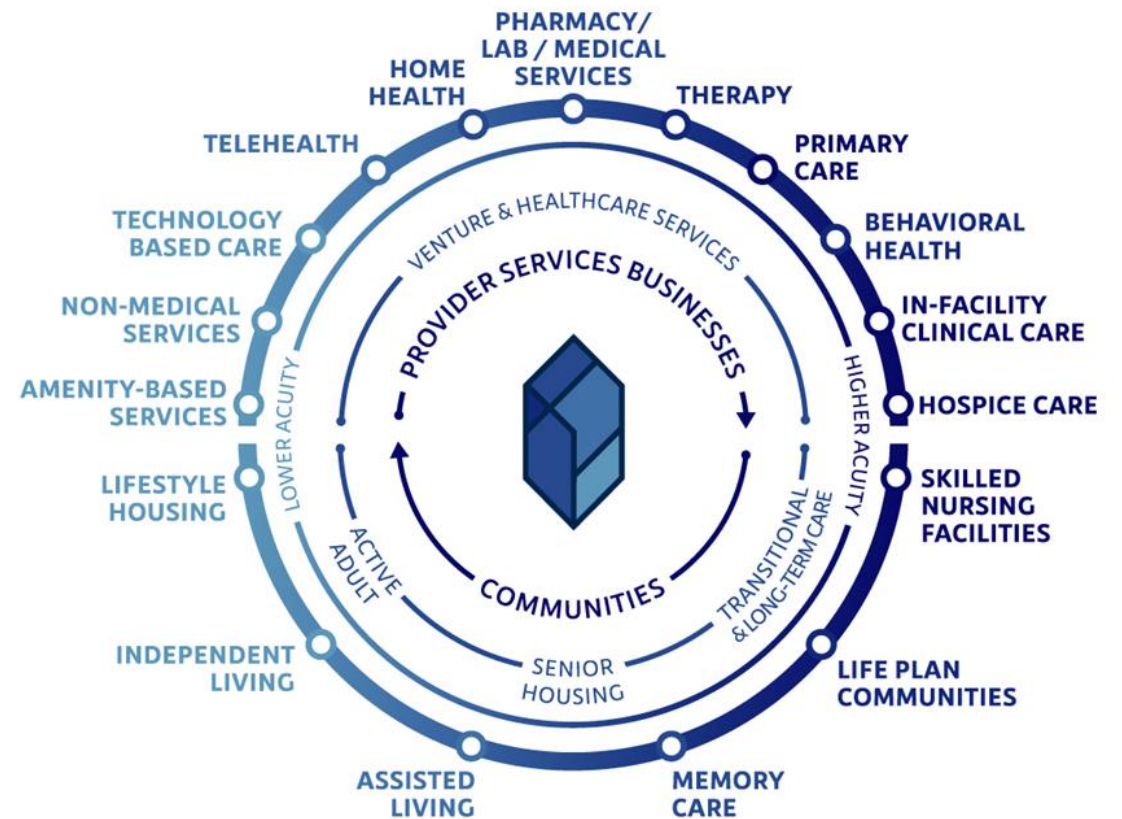 PHARMACY/
LAB / MEDICAL
SERVICES
HOME
HEALTH
THERAPY
TELEHEALTH
PRIMARY
CARE
TECHNOLOGY
BASED CARE
BEHAVIORAL
HEALTH
NON-MEDICAL
SERVICES
IN-FACILITY
CLINICAL CARE
AMENITY-BASED
SERVICES
HOSPICE CARE
VENTURE & HEALTHCARE SERVICES
PROVIDER SERVICES BUSINESSES
LOWER ACUITY
HIGHER ACUITY
LIFESTYLE
HOUSING
SKILLED
NURSING
FACILITIES
ACTIVE
ADULT
COMMUNITIES
TRANSITIONAL
& LONG-TERM CARE
SENIOR
HOUSING
INDEPENDENT
LIVING
LIFE PLAN
COMMUNITIES
ASSISTED
LIVING
MEMORY
CARE